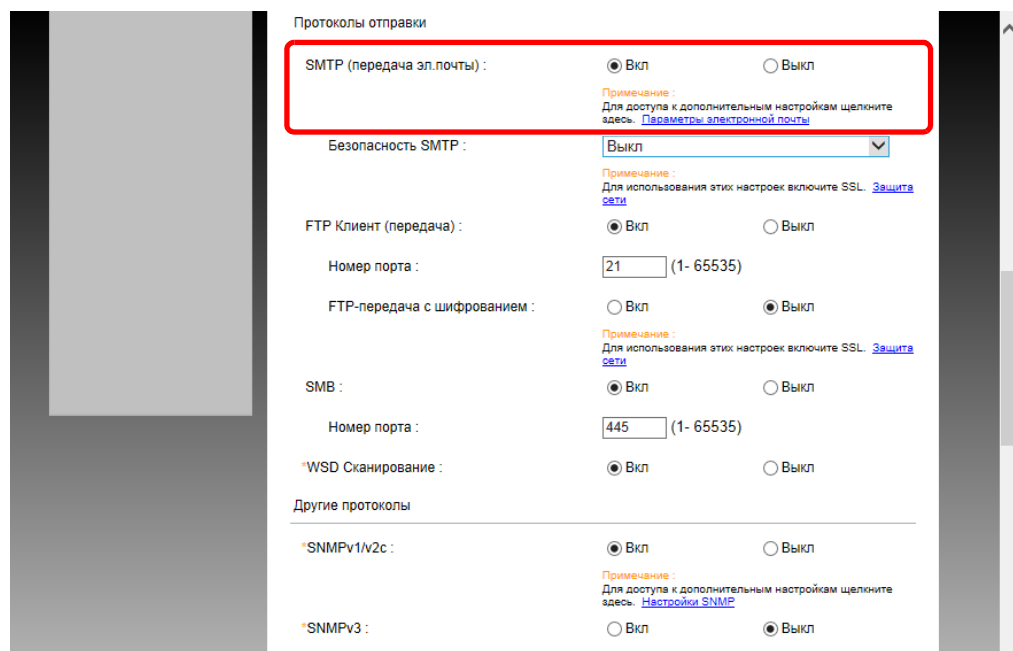 Протоколы отправки
SMTP (передача эл.почты) : Вкл Выкл
Примечание :
Для доступа к дополнительным настройкам щелкните
здесь. Параметры электронной почты
Безопасность SMTP : Выкл
Примечание :
Для использования этих настроек включите SSL. Защита
сети
FTP Клиент (передача) : Вкл Выкл
Номер порта : 21 (1- 65535)
FTP-передача с шифрованием : Вкл Выкл
Примечание :
Для использования этих настроек включите SSL. Защита
сети
SMB : Вкл Выкл
Номер порта : 445 (1- 65535)
*WSD Сканирование : Вкл Выкл
Другие протоколы
*SNMPv1/v2c : Вкл Выкл
Примечание :
Для доступа к дополнительным настройкам щелкните
здесь. Настройки SNMP
*SNMPv3 : Вкл Выкл